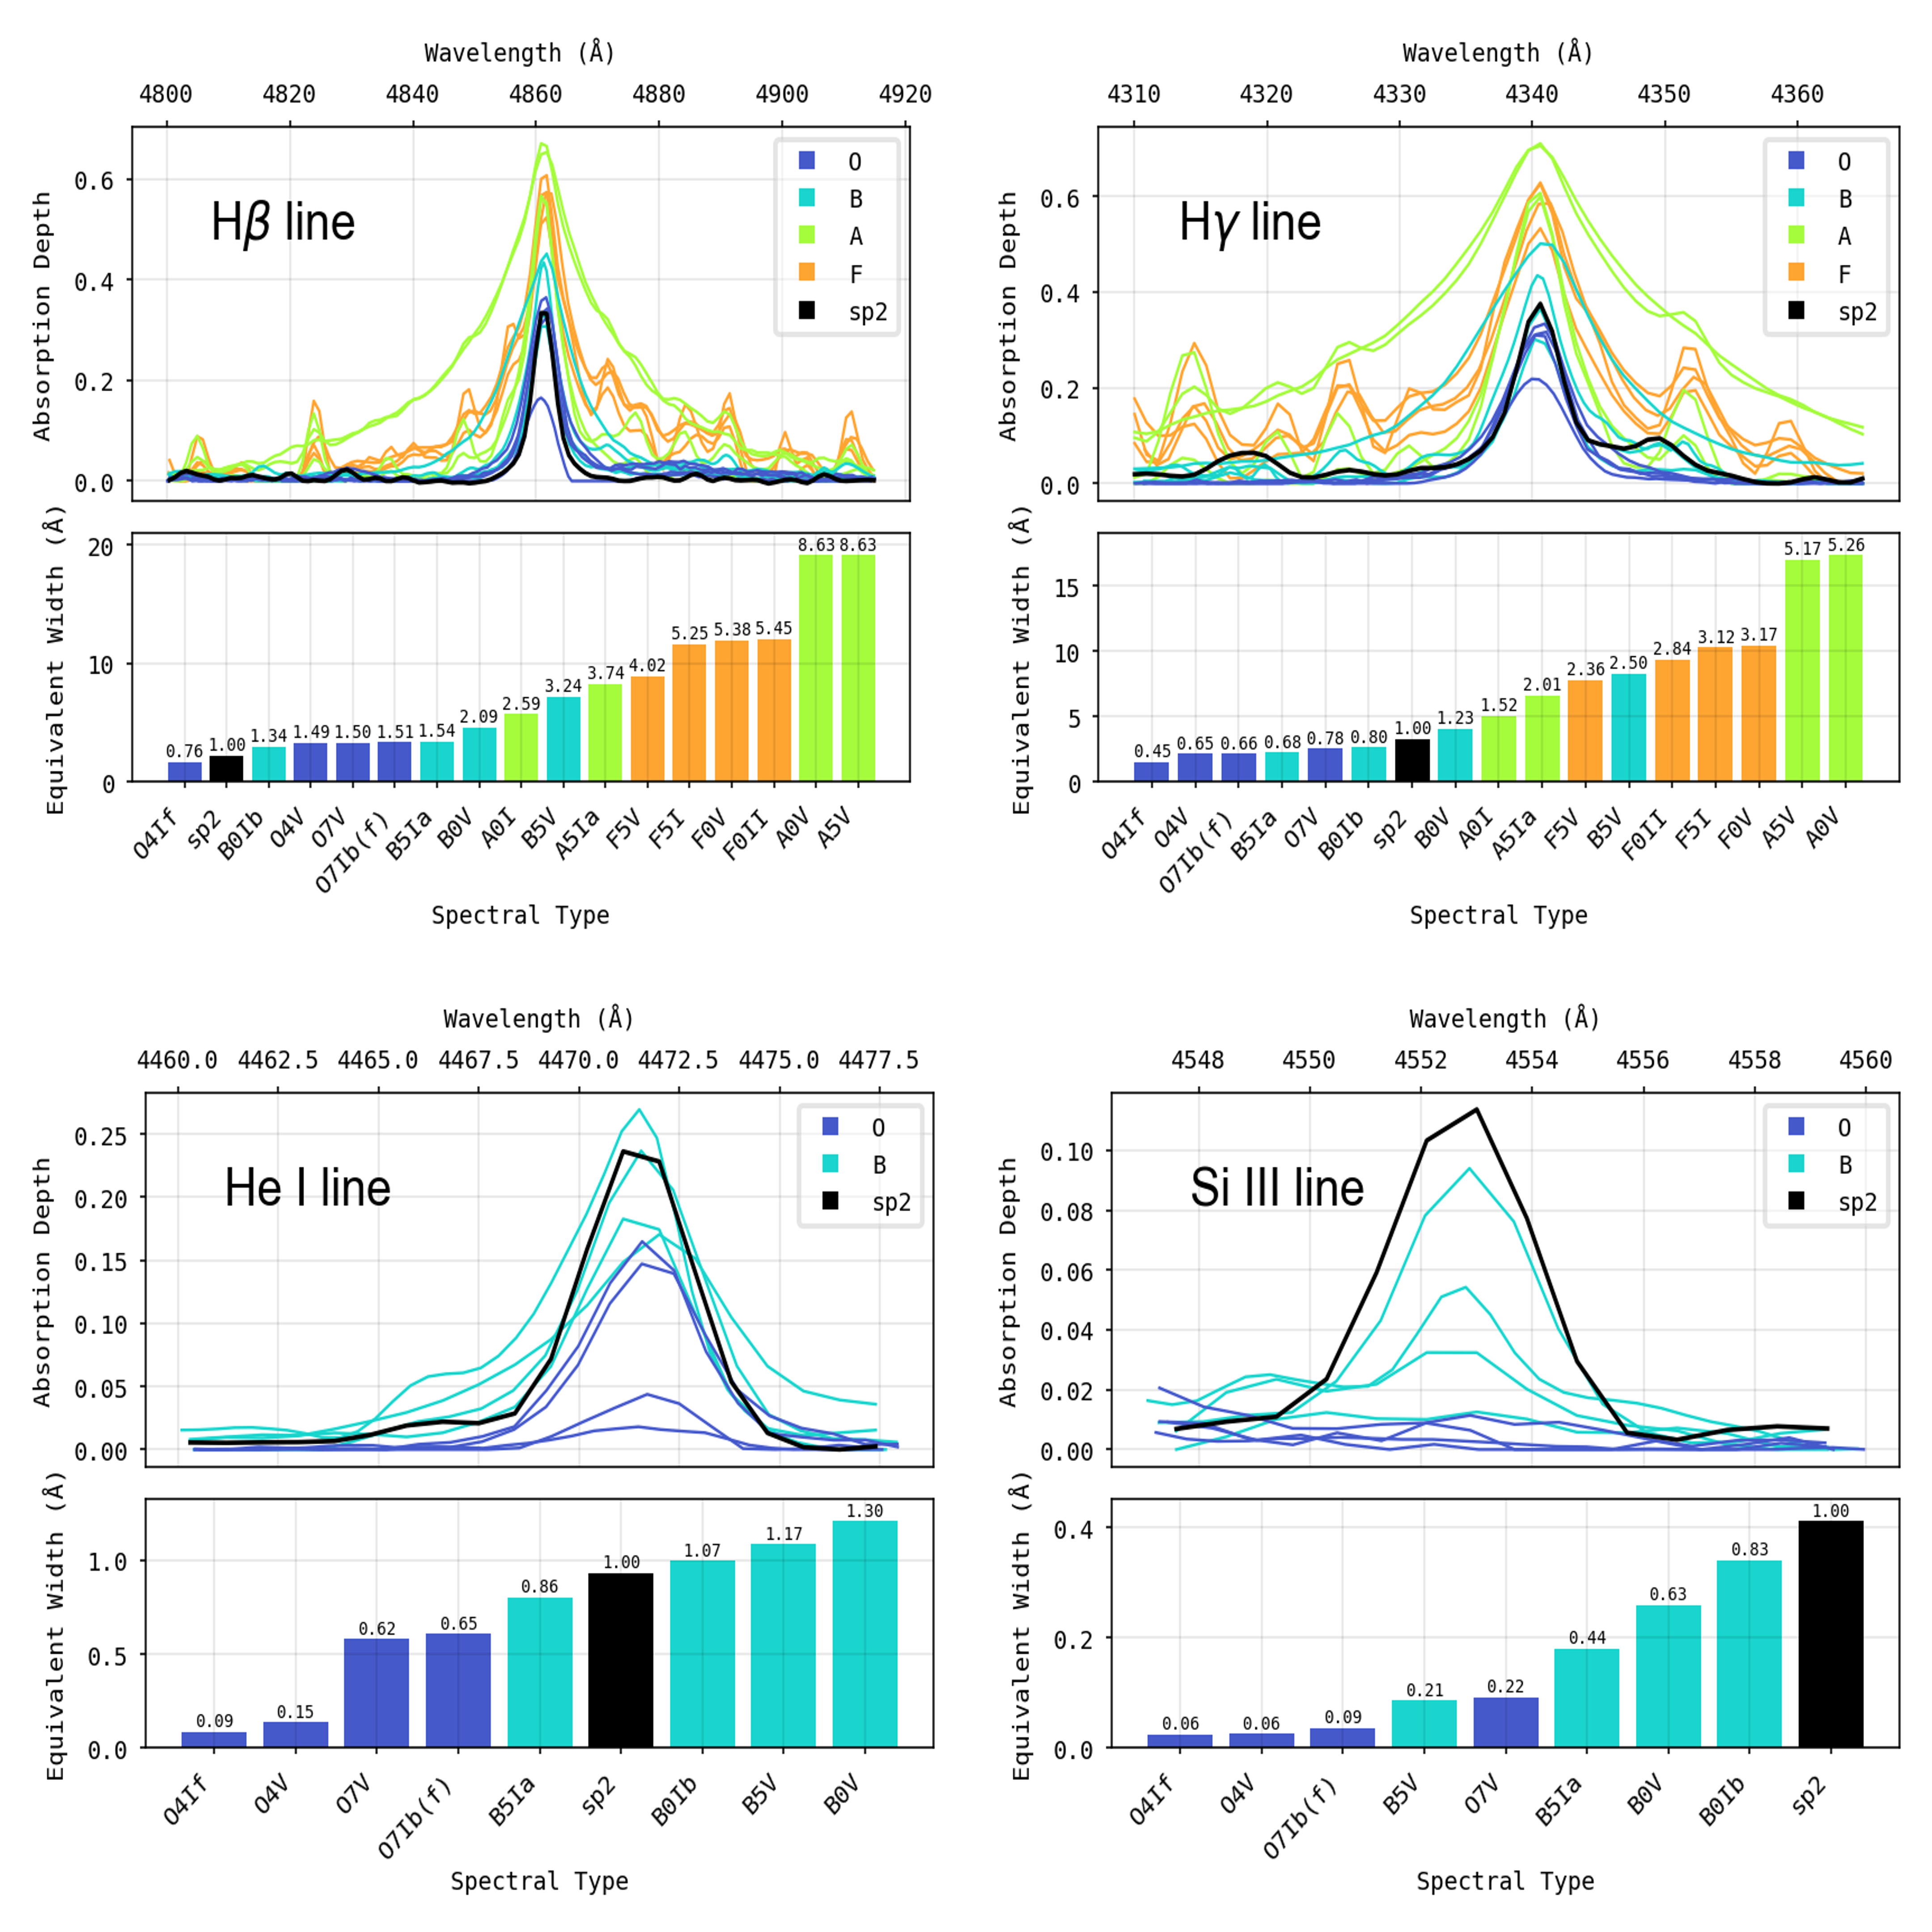 Wavelength (Å)
4800 4820 4840 4860 4880 4900 4920
Absorption Depth
0.6
0.4
0.2
0.0
Hβ line
O
B
A
F
sp2
Equivalent Width (Å)
20
10
0
0.76 1.00 1.34 1.49 1.50 1.51 1.54 2.09 2.59 3.24 3.74 4.02 5.25 5.38 5.45 8.63 8.63
O4If sp2 B0Ib O4V O7V O7Ib(f) B5Ia B0V A0I B5V A5Ia F5V F5I F0V F0II A0V A5V
Spectral Type
Wavelength (Å)
4310 4320 4330 4340 4350 4360
Absorption Depth
0.6
0.4
0.2
0.0
Hγ line
O
B
A
F
sp2
Equivalent Width (Å)
15
10
5
0
0.45 0.65 0.66 0.68 0.78 0.80 1.00 1.23 1.52 2.01 2.36 2.50 2.84 3.12 3.17 5.17 5.26
O4If O4V O7Ib(f) B5Ia O7V B0Ib sp2 B0V A0I A5Ia F5V B5V F0II F5I F0V A5V A0V
Spectral Type
Wavelength (Å)
4460.0 4462.5 4465.0 4467.5 4470.0 4472.5 4475.0 4477.5
Absorption Depth
0.25
0.20
0.15
0.10
0.05
0.00
He I line
O
B
sp2
Equivalent Width (Å)
1.0
0.5
0.0
0.09 0.15 0.62 0.65 0.86 1.00 1.07 1.17 1.30
O4If O4V O7V O7Ib(f) B5Ia sp2 B0Ib B5V B0V
Spectral Type
Wavelength (Å)
4548 4550 4552 4554 4556 4558 4560
Absorption Depth
0.10
0.08
0.06
0.04
0.02
0.00
Si III line
O
B
sp2
Equivalent Width (Å)
0.4
0.2
0.0
0.06 0.06 0.09 0.21 0.22 0.44 0.63 0.83 1.00
O4If O4V O7Ib(f) B5V O7V B5Ia B0V B0Ib sp2
Spectral Type